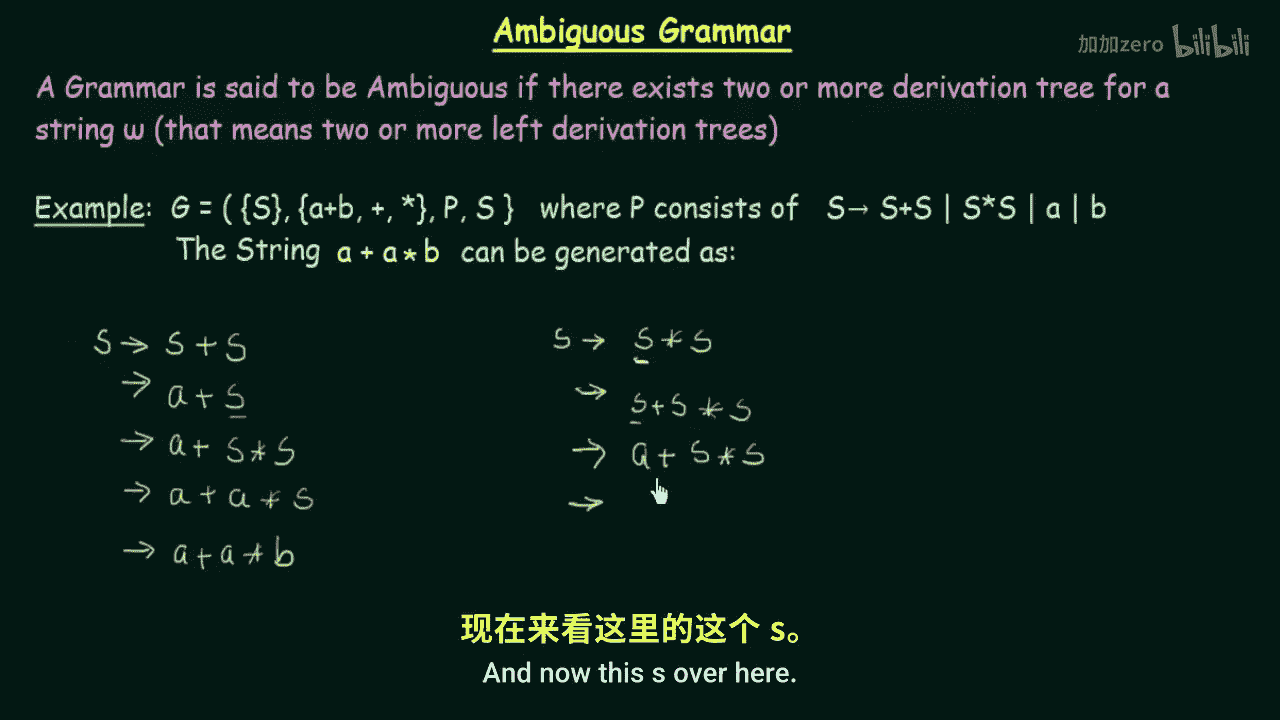 Ambiguous Grammar
加加zero bilibili
A Grammar is said to be Ambiguous if there exists two or more derivation tree for a
string w (that means two or more left derivation trees)
Example: G = ( {S}, {a+b, +, *}, P, S } where P consists of S→ S+S | S*S | a | b
The String a + a * b can be generated as:
S → S + S
→ a + S
→ a + S * S
→ a + a * S
→ a + a * b
S → S * S
→ S + S * S
→ a + S * S
→
现在来看这里的这个 s。
And now this s over here.